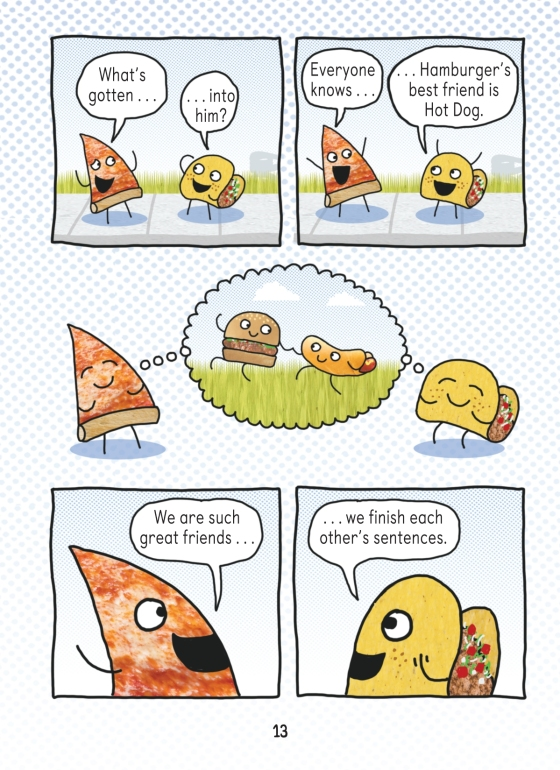 What's
gotten . . .
. . . into
him?
Everyone
knows . . .
. . . Hamburger's
best friend is
Hot Dog.
We are such
great friends . . .
. . . we finish each
other's sentences.
13